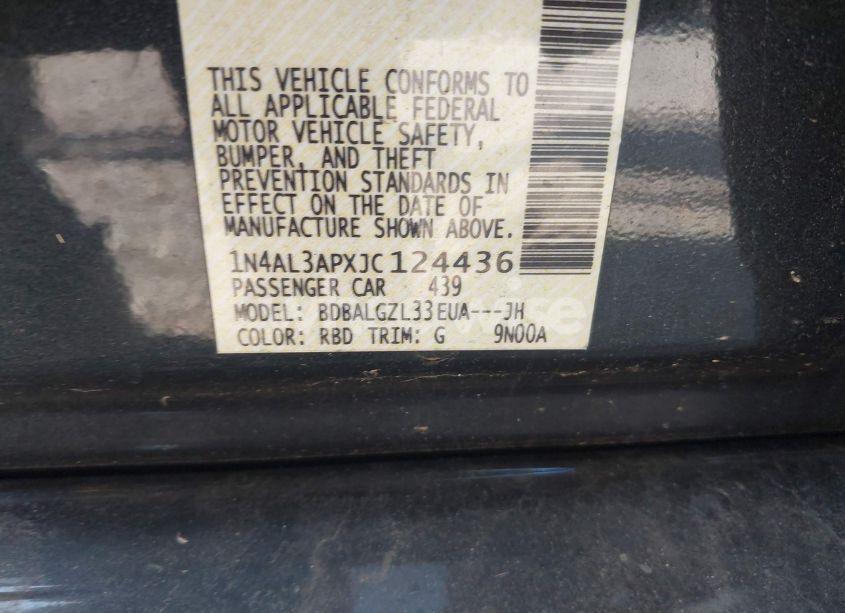 THIS VEHICLE CONFORMS TO
ALL APPLICABLE FEDERAL
MOTOR VEHICLE SAFETY,
BUMPER, AND THEFT
PREVENTION STANDARDS IN
EFFECT ON THE DATE OF
MANUFACTURE SHOWN ABOVE.
1N4AL3APXJC124436
PASSENGER CAR 439
MODEL: BDBALGZL33EUA---JH
COLOR: RBD TRIM: G 9N00A